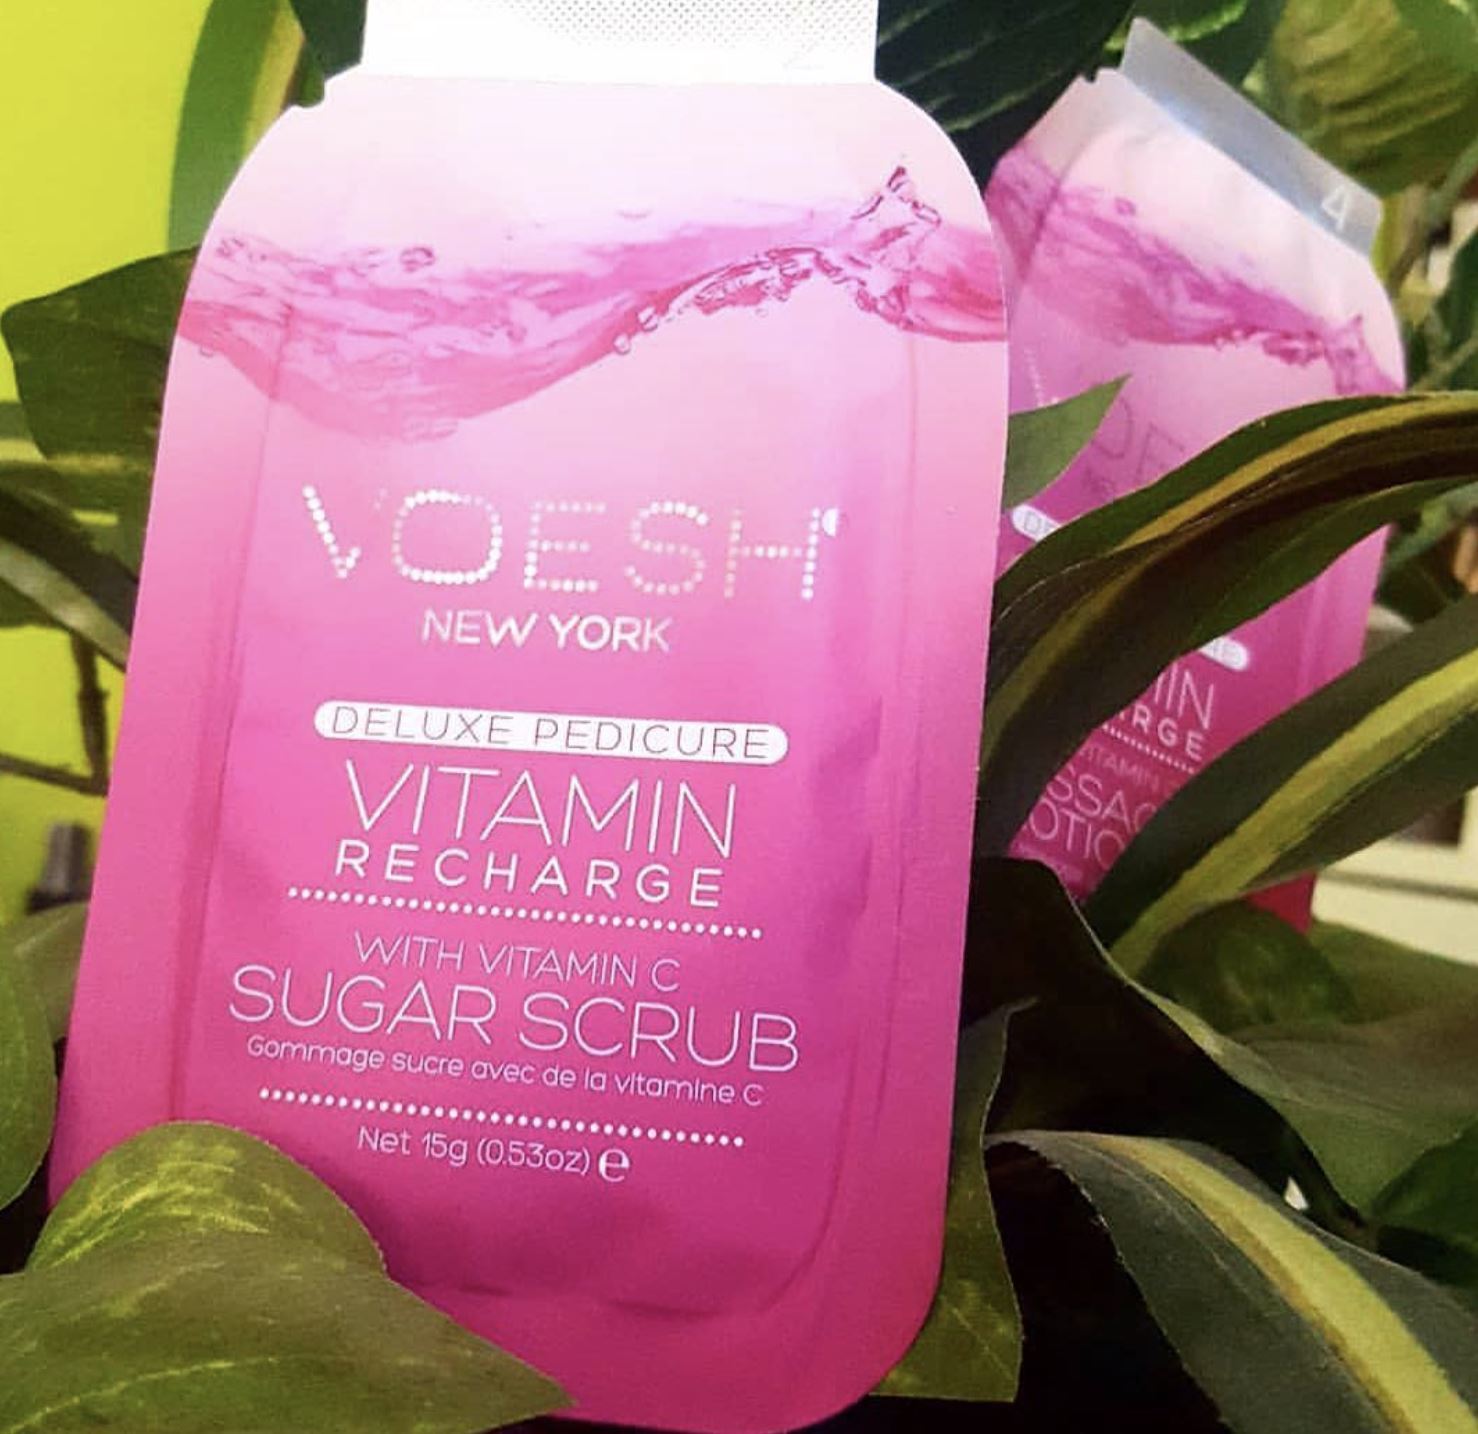 VOESH
NEW YORK
DELUXE PEDICURE
VITAMIN
RECHARGE
WITH VITAMIN C
SUGAR SCRUB
Gommage sucre avec de la vitamine C
Net 15g (0.53oz) e
4